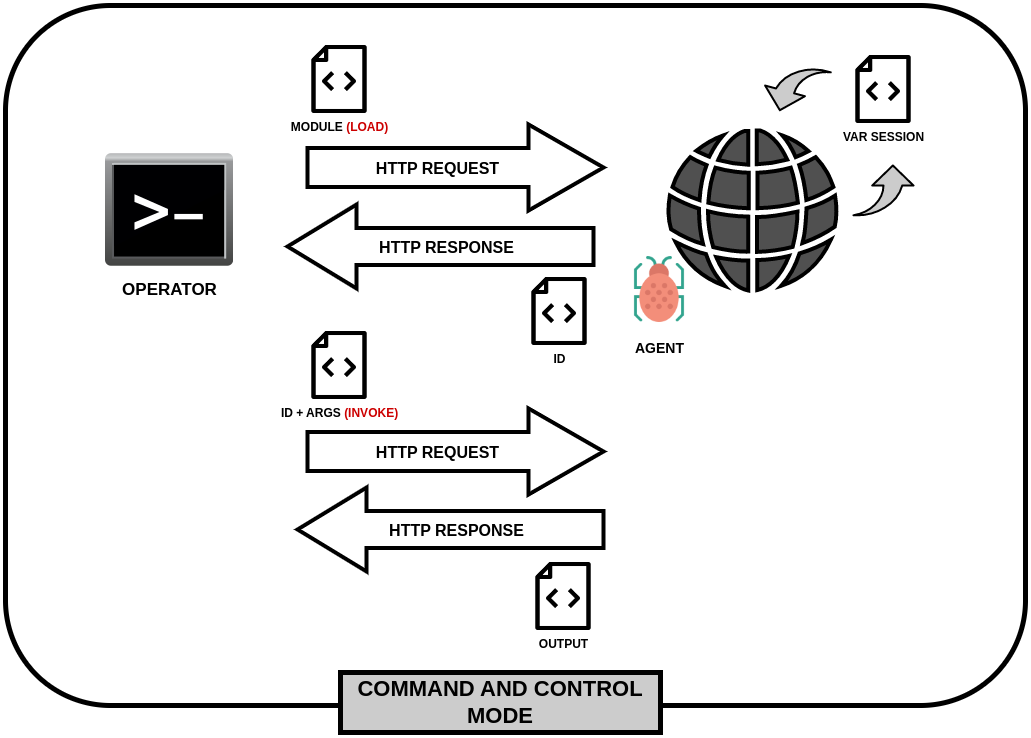 MODULE (LOAD)
VAR SESSION
HTTP REQUEST
HTTP RESPONSE
>_
OPERATOR
ID
AGENT
ID + ARGS (INVOKE)
HTTP REQUEST
HTTP RESPONSE
OUTPUT
COMMAND AND CONTROL
MODE